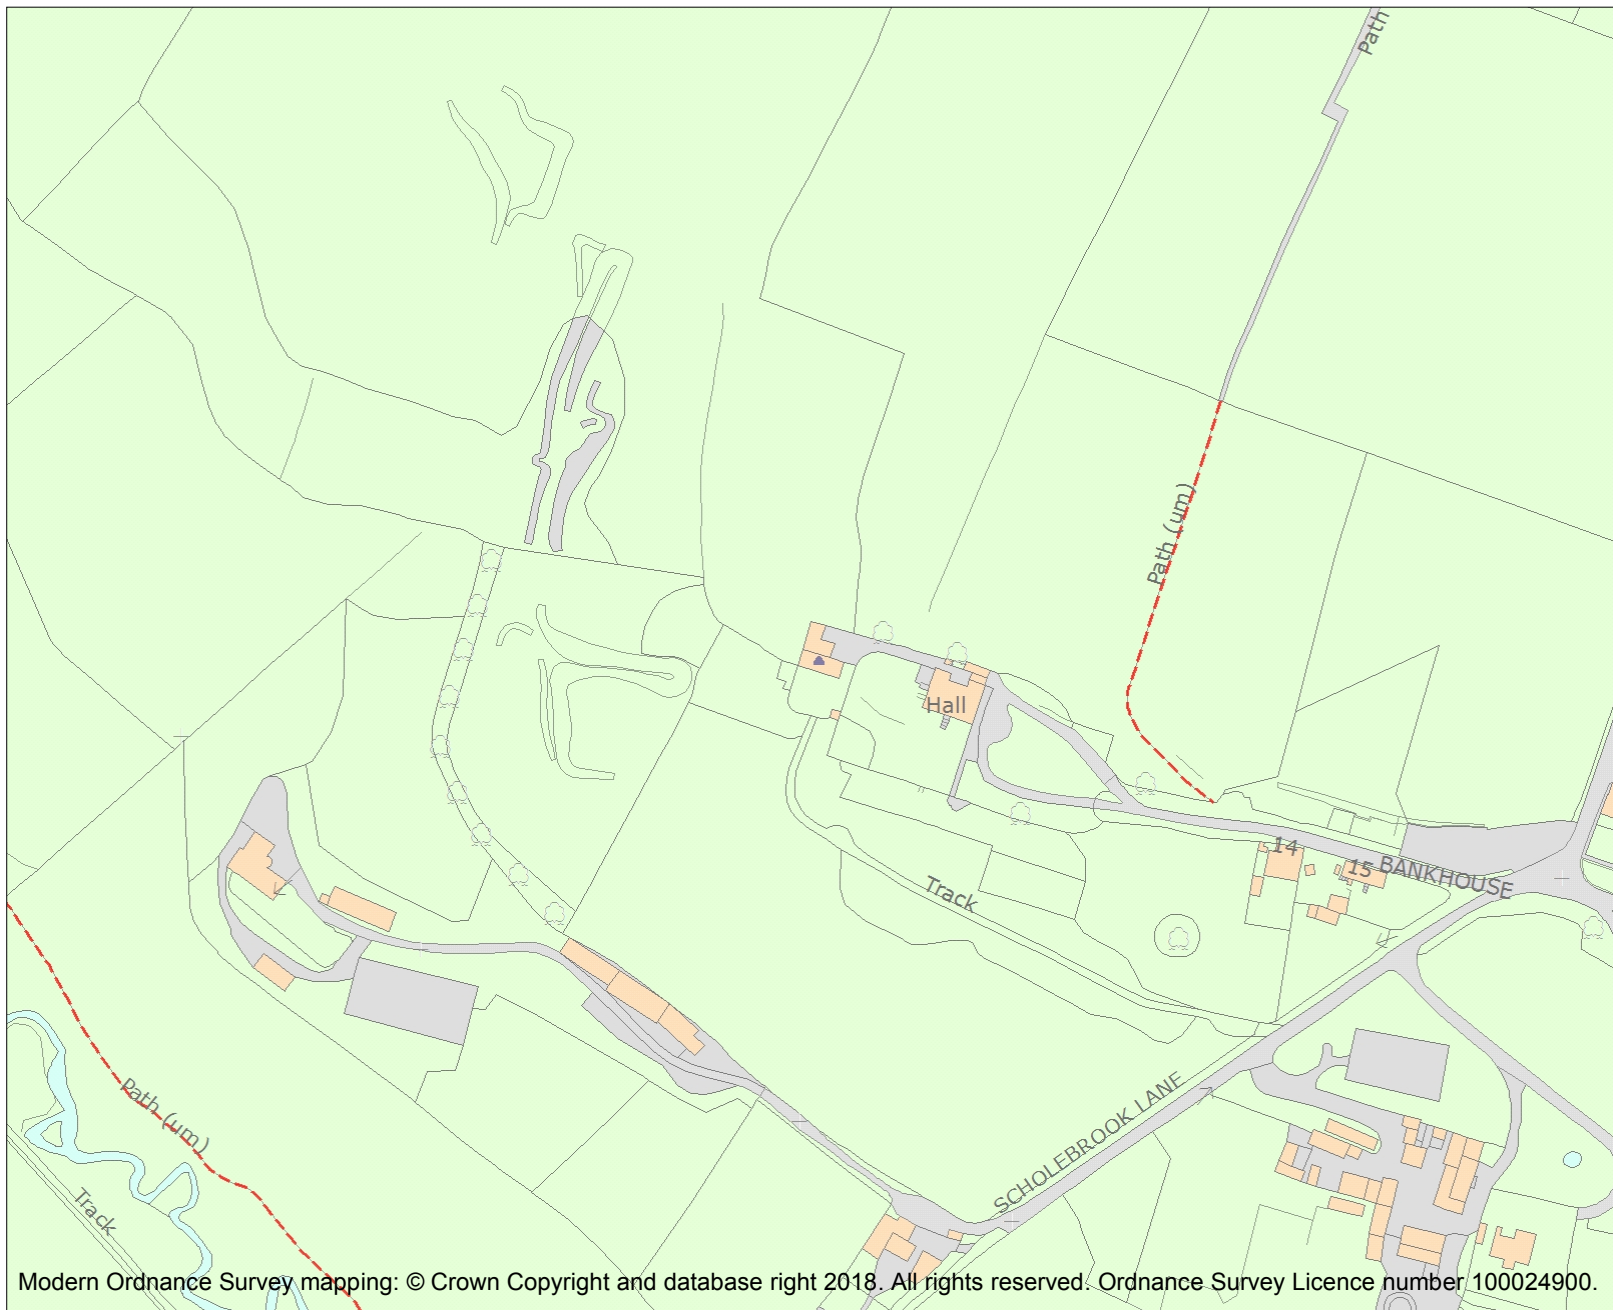 Path
Path (um)
Hall
14
15
BANKHOUSE
Track
SCHOLEBROOK LANE
Path (um)
Track
Modern Ordnance Survey mapping: © Crown Copyright and database right 2018. All rights reserved. Ordnance Survey Licence number 100024900.